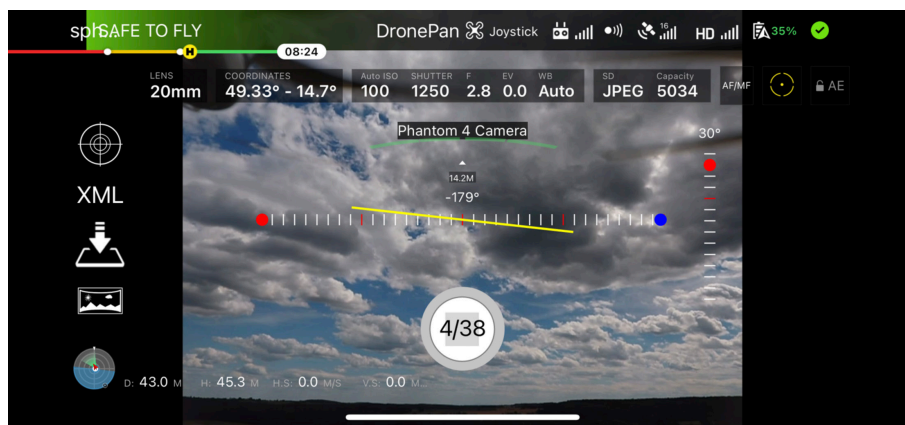 sphSAFE TO FLY DronePan Joystick 16 HD 35%
H 08:24
LENS COORDINATES Auto ISO SHUTTER F EV WB SD Capacity
20mm 49.33° - 14.7° 100 1250 2.8 0.0 Auto JPEG 5034 AF/MF AE
Phantom 4 Camera 30°
14.2M
XML -179°
4/38
D: 43.0 M H: 45.3 M H.S: 0.0 M/S V.S: 0.0 M...